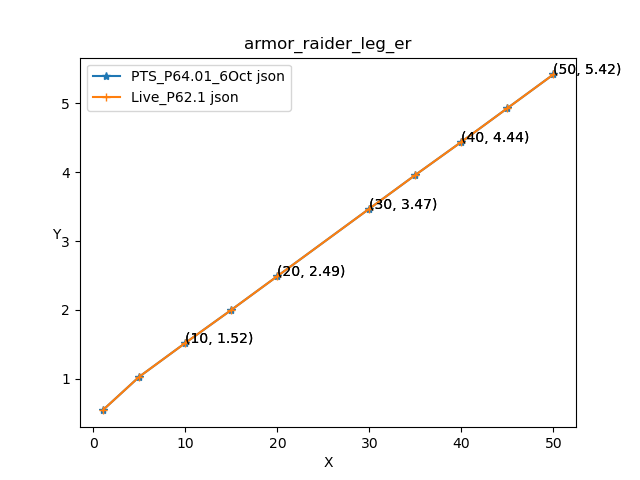 armor_raider_leg_er
PTS_P64.01_6Oct json
Live_P62.1 json
(50, 5.42)
(40, 4.44)
(30, 3.47)
(20, 2.49)
(10, 1.52)
Y
5
4
3
2
1
0 10 20 30 40 50
X